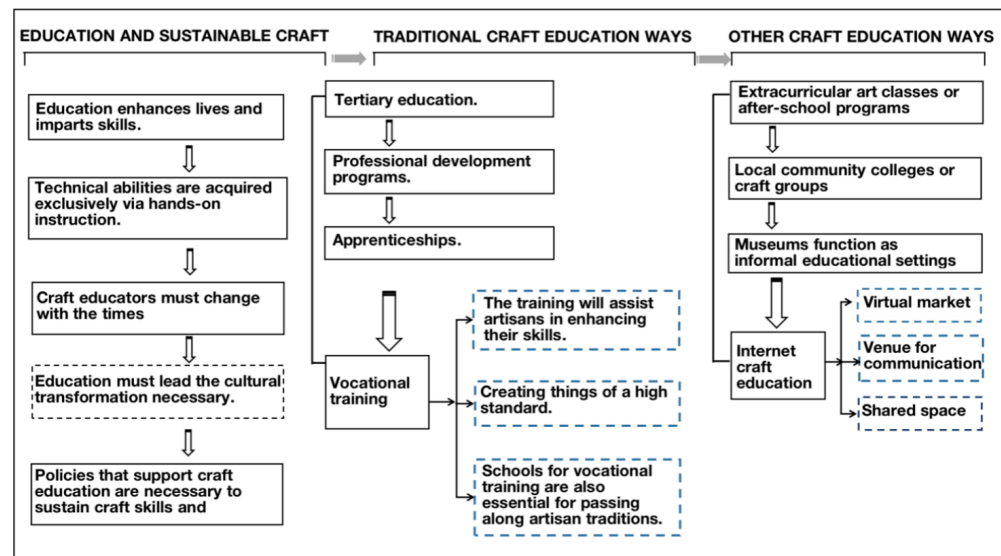 EDUCATION AND SUSTAINABLE CRAFT
TRADITIONAL CRAFT EDUCATION WAYS
OTHER CRAFT EDUCATION WAYS
Education enhances lives and
imparts skills.
Technical abilities are acquired
exclusively via hands-on
instruction.
Craft educators must change
with the times
Education must lead the cultural
transformation necessary.
Policies that support craft
education are necessary to
sustain craft skills and
Tertiary education.
Professional development
programs.
Apprenticeships.
Vocational
training
The training will assist
artisans in enhancing
their skills.
Creating things of a high
standard.
Schools for vocational
training are also
essential for passing
along artisan traditions.
Extracurricular art classes or
after-school programs
Local community colleges or
craft groups
Museums function as
informal educational settings
Internet
craft
education
Virtual market
Venue for
communication
Shared space